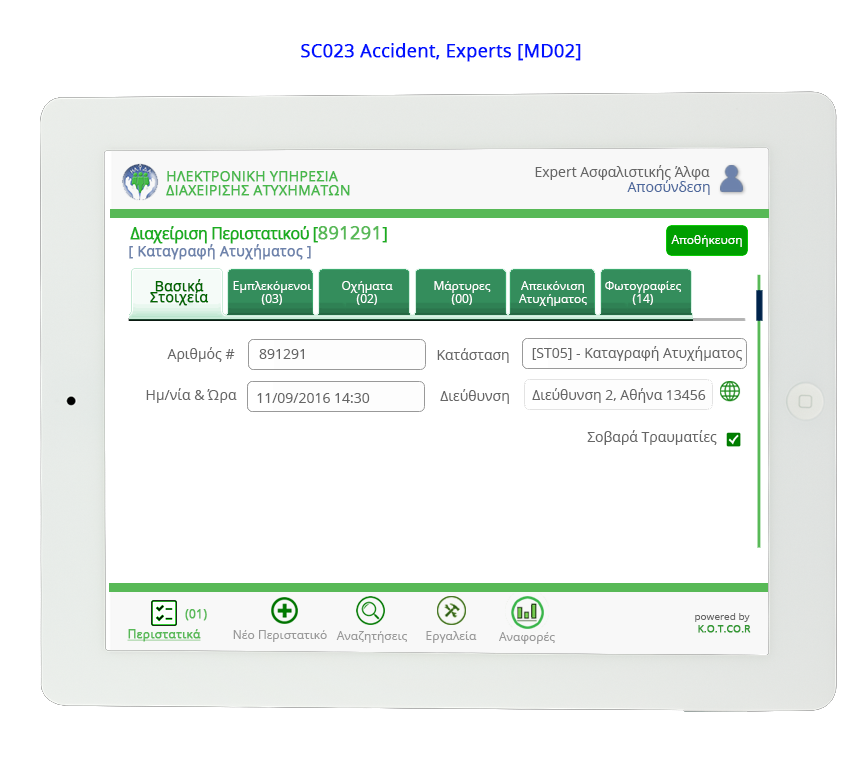 SC023 Accident, Experts [MD02]
ΗΛΕΚΤΡΟΝΙΚΗ ΥΠΗΡΕΣΙΑ
ΔΙΑΧΕΙΡΙΣΗΣ ΑΤΥΧΗΜΑΤΩΝ
Expert Ασφαλιστικής Άλφα
Αποσύνδεση
Διαχείριση Περιστατικού [891291]
[ Καταγραφή Ατυχήματος ]
Αποθήκευση
Βασικά
Στοιχεία
Εμπλεκόμενοι
(03)
Οχήματα
(02)
Μάρτυρες
(00)
Απεικόνιση
Ατυχήματος
Φωτογραφίες
(14)
Αριθμός # 891291 Κατάσταση [ST05] - Καταγραφή Ατυχήματος
Ημ/νία & Ώρα 11/09/2016 14:30 Διεύθυνση Διεύθυνση 2, Αθήνα 13456
Σοβαρά Τραυματίες
(01)
Περιστατικά
Νέο Περιστατικό
Αναζητήσεις
Εργαλεία
Αναφορές
powered by
K.O.T.CO.R